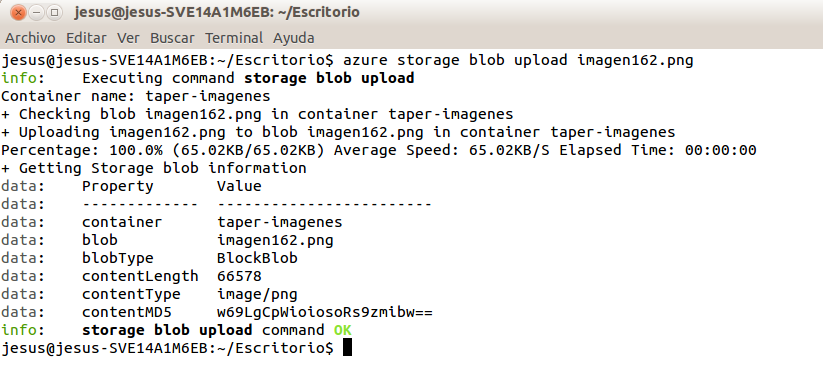 jesus@jesus-SVE14A1M6EB: ~/Escritorio
Archivo Editar Ver Buscar Terminal Ayuda
jesus@jesus-SVE14A1M6EB:~/Escritorio$ azure storage blob upload imagen162.png
info:    Executing command storage blob upload
Container name: taper-imagenes
+ Checking blob imagen162.png in container taper-imagenes
+ Uploading imagen162.png to blob imagen162.png in container taper-imagenes
Percentage: 100.0% (65.02KB/65.02KB) Average Speed: 65.02KB/S Elapsed Time: 00:00:00
+ Getting Storage blob information
data:    Property       Value
data:    -------------  ------------------------
data:    container      taper-imagenes
data:    blob           imagen162.png
data:    blobType       BlockBlob
data:    contentLength  66578
data:    contentType    image/png
data:    contentMD5     w69LgCpWioiosoRs9zmibw==
info:    storage blob upload command OK
jesus@jesus-SVE14A1M6EB:~/Escritorio$